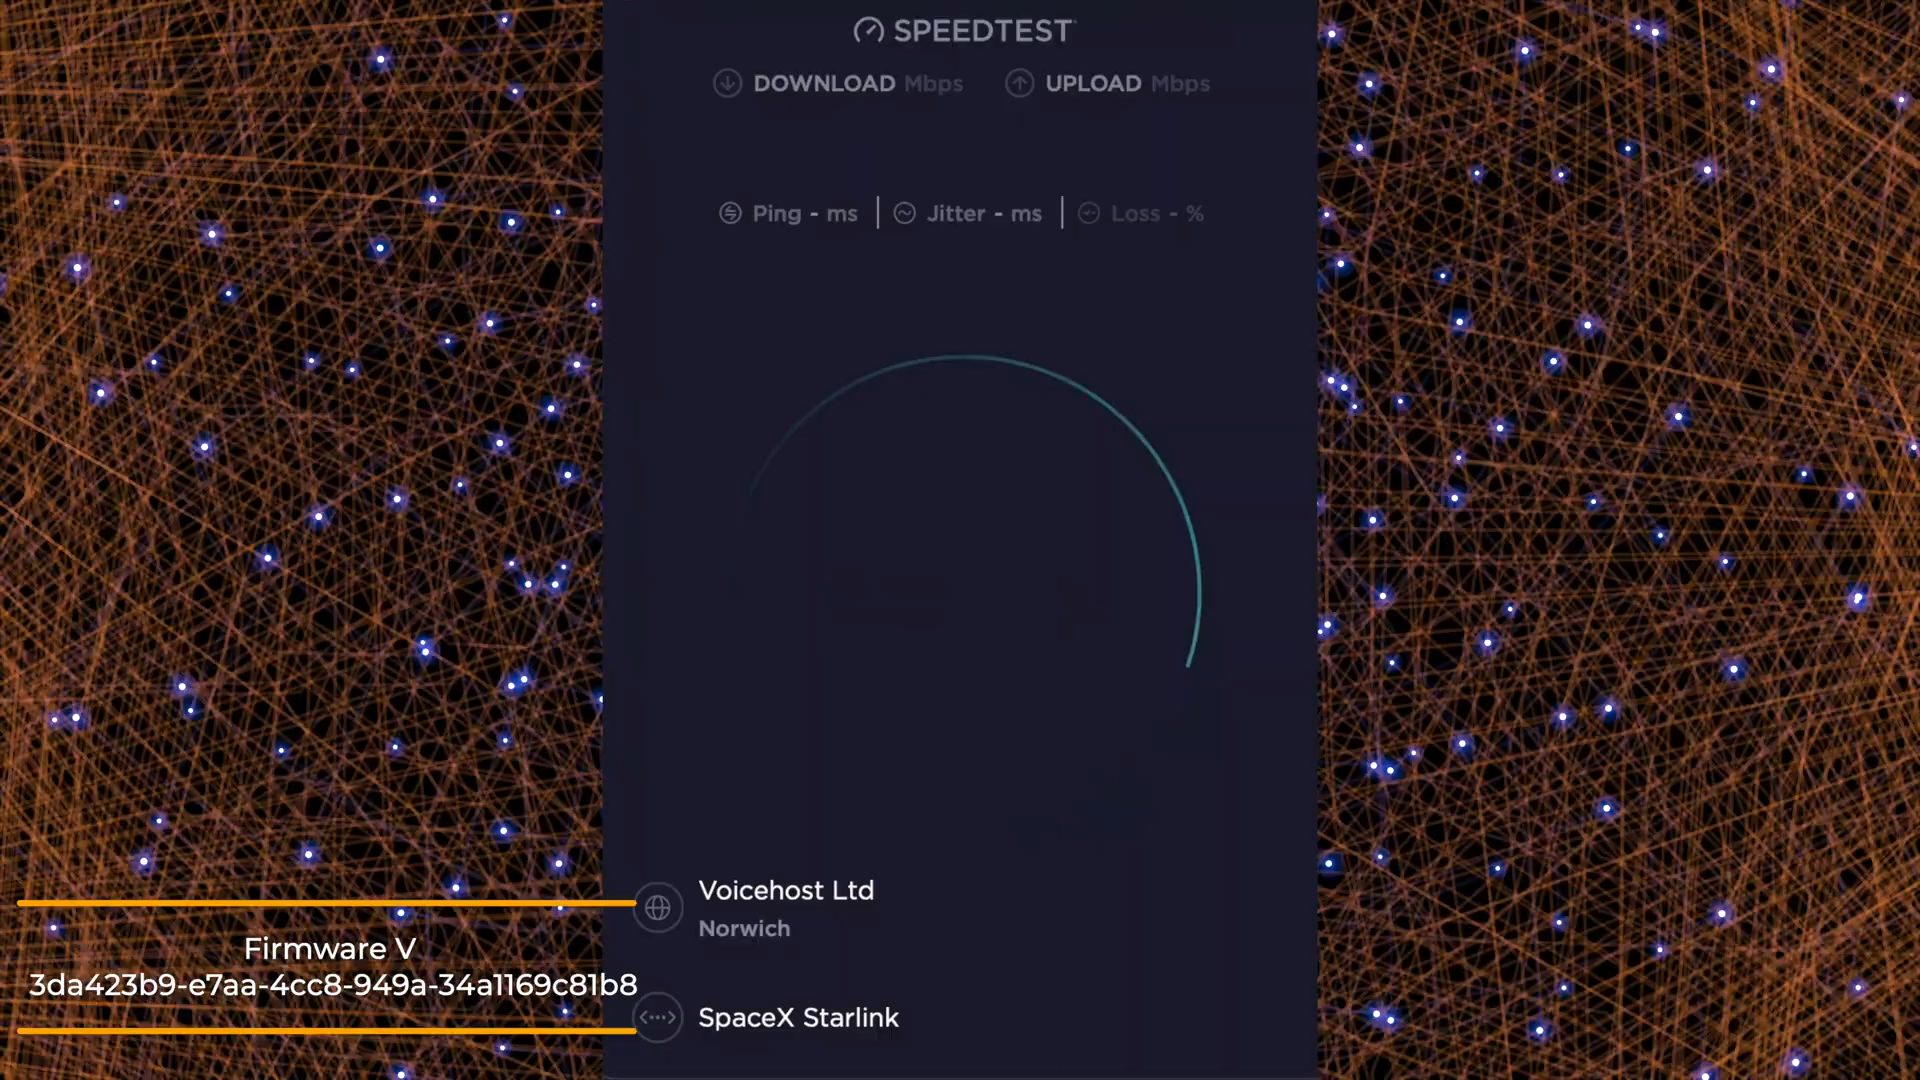 SPEEDTEST
DOWNLOAD Mbps UPLOAD Mbps
Ping - ms Jitter - ms Loss - %
Voicehost Ltd
Norwich
Firmware V
3da423b9-e7aa-4cc8-949a-34a1169c81b8
SpaceX Starlink